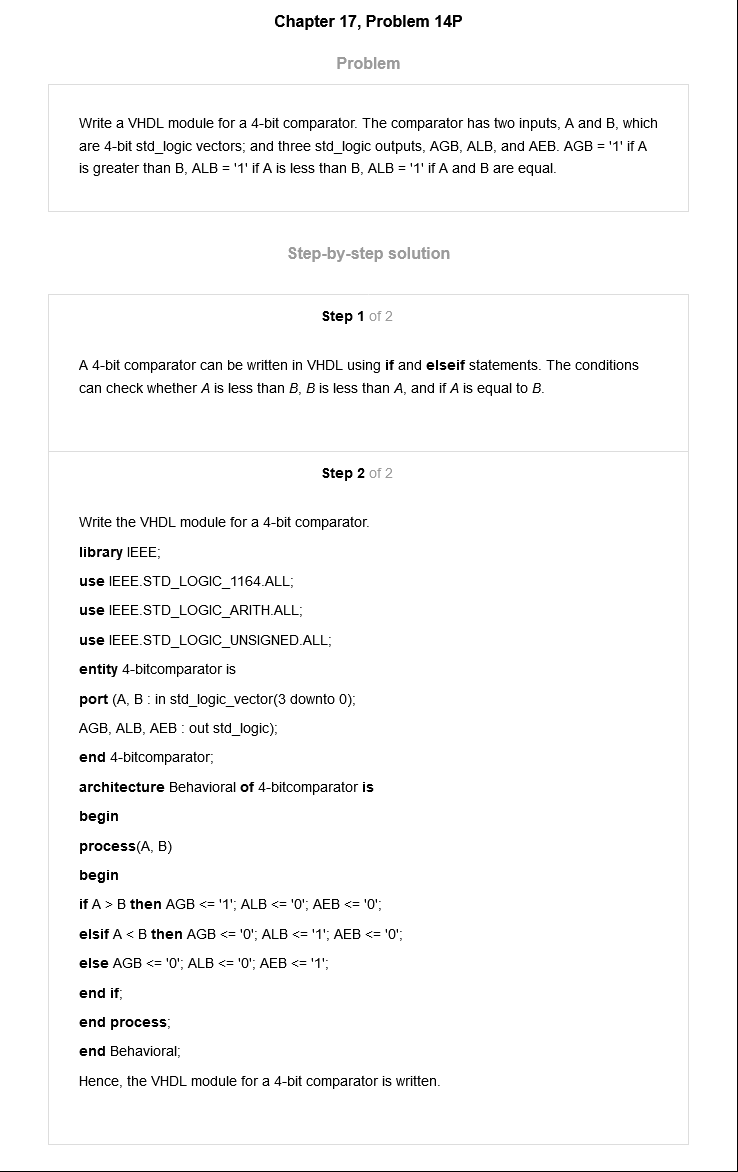 Chapter 17, Problem 14P
Problem
Write a VHDL module for a 4-bit comparator. The comparator has two inputs, A and B, which
are 4-bit std_logic vectors; and three std_logic outputs, AGB, ALB, and AEB. AGB = '1' if A
is greater than B, ALB = '1' if A is less than B, ALB = '1' if A and B are equal.
Step-by-step solution
Step 1 of 2
A 4-bit comparator can be written in VHDL using if and elseif statements. The conditions
can check whether A is less than B, B is less than A, and if A is equal to B.
Step 2 of 2
Write the VHDL module for a 4-bit comparator.
library IEEE;
use IEEE.STD_LOGIC_1164.ALL;
use IEEE.STD_LOGIC_ARITH.ALL;
use IEEE.STD_LOGIC_UNSIGNED.ALL;
entity 4-bitcomparator is
port (A, B : in std_logic_vector(3 downto 0);
AGB, ALB, AEB : out std_logic);
end 4-bitcomparator;
architecture Behavioral of 4-bitcomparator is
begin
process(A, B)
begin
if A > B then AGB <= '1'; ALB <= '0'; AEB <= '0';
elsif A < B then AGB <= '0'; ALB <= '1'; AEB <= '0';
else AGB <= '0'; ALB <= '0'; AEB <= '1';
end if;
end process;
end Behavioral;
Hence, the VHDL module for a 4-bit comparator is written.